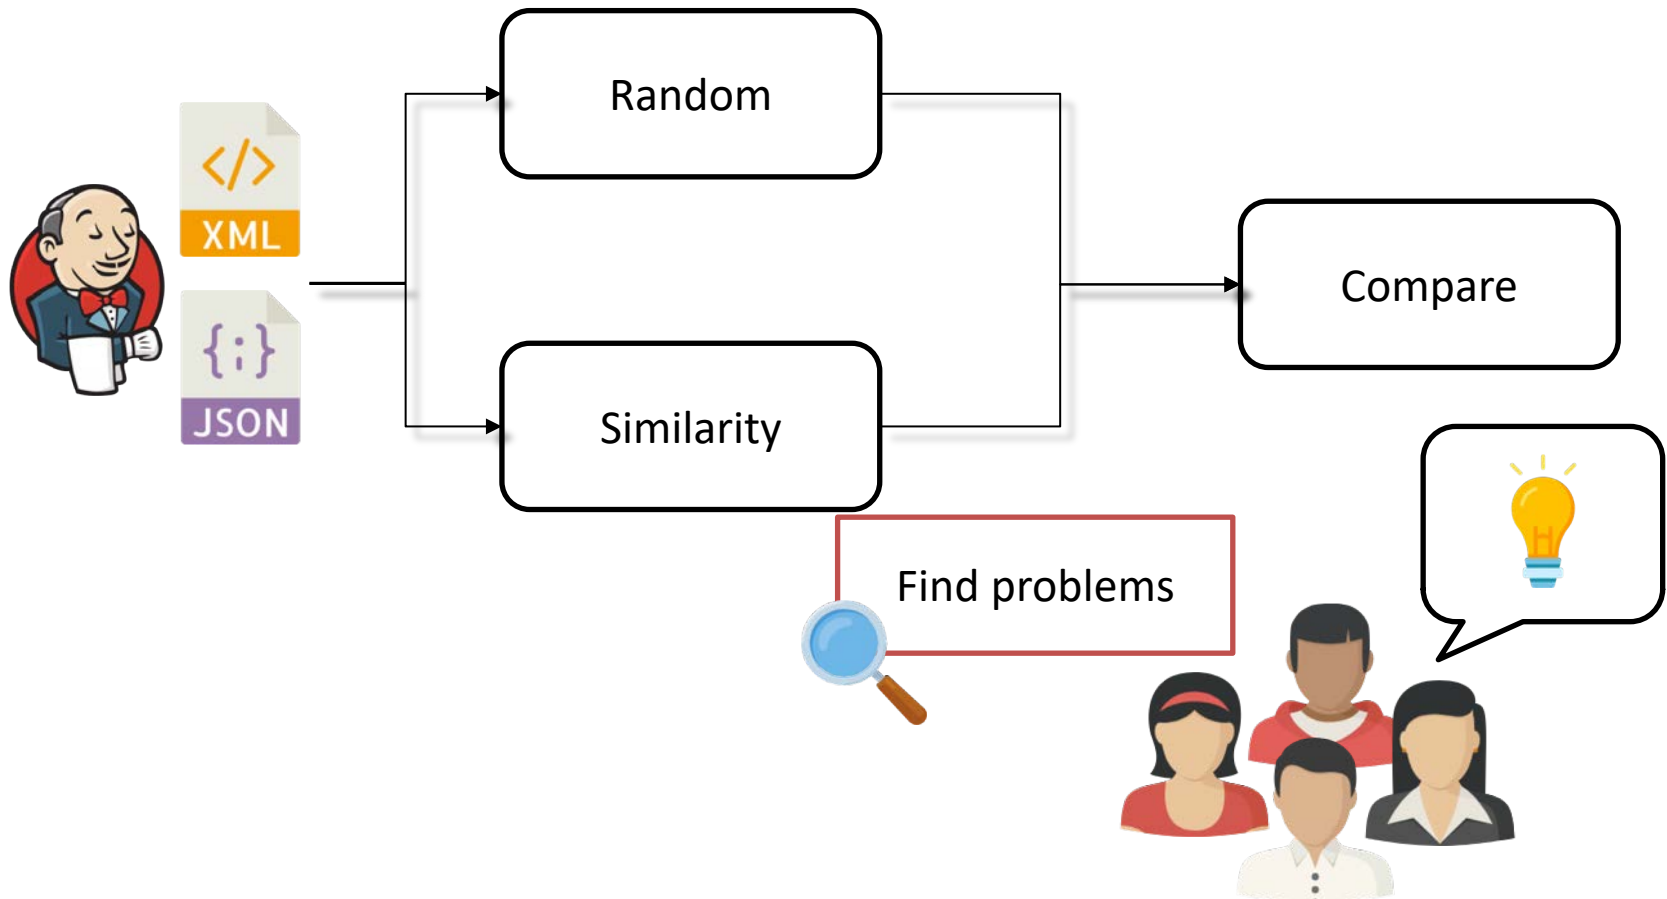 Random
XML
Compare
JSON
Similarity
Find problems